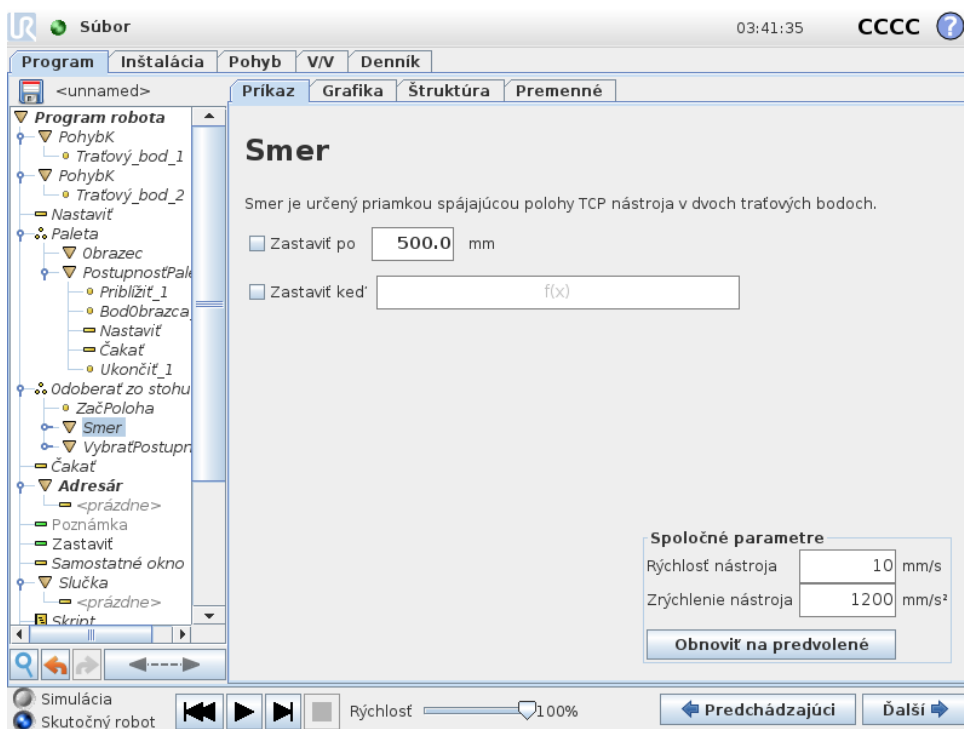 UR Súbor 03:41:35 CCCC ?
Program Inštalácia Pohyb V/V Denník
<unnamed> Príkaz Grafika Štruktúra Premenné
Program robota
PohybK
Traťový_bod_1
PohybK
Traťový_bod_2
Nastaviť
Paleta
Obrazec
PostupnosťPale
Priblížiť_1
BodObrazca_
Nastaviť
Čakať
Ukončiť_1
Odoberať zo stohu
ZačPoloha
Smer
VybraťPostupn
Čakať
Adresár
<prázdne>
Poznámka
Zastaviť
Samostatné okno
Slučka
<prázdne>
Skript
Smer
Smer je určený priamkou spájajúcou polohy TCP nástroja v dvoch traťových bodoch.
Zastaviť po 500.0 mm
Zastaviť keď f(x)
Spoločné parametre
Rýchlosť nástroja 10 mm/s
Zrýchlenie nástroja 1200 mm/s²
Obnoviť na predvolené
Simulácia
Skutočný robot
Rýchlosť 100%
Predchádzajúci Ďalší